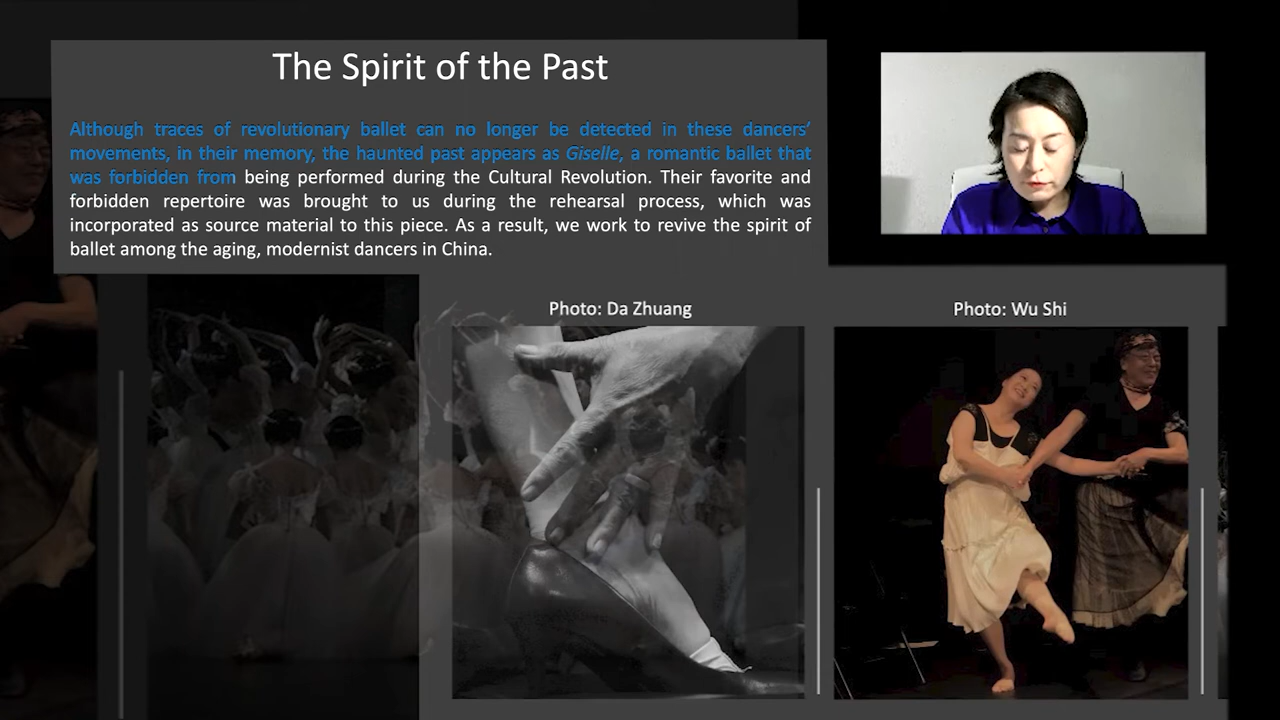 The Spirit of the Past
Although traces of revolutionary ballet can no longer be detected in these dancers'
movements, in their memory, the haunted past appears as Giselle, a romantic ballet that
was forbidden from being performed during the Cultural Revolution. Their favorite and
forbidden repertoire was brought to us during the rehearsal process, which was
incorporated as source material to this piece. As a result, we work to revive the spirit of
ballet among the aging, modernist dancers in China.
Photo: Da Zhuang
Photo: Wu Shi